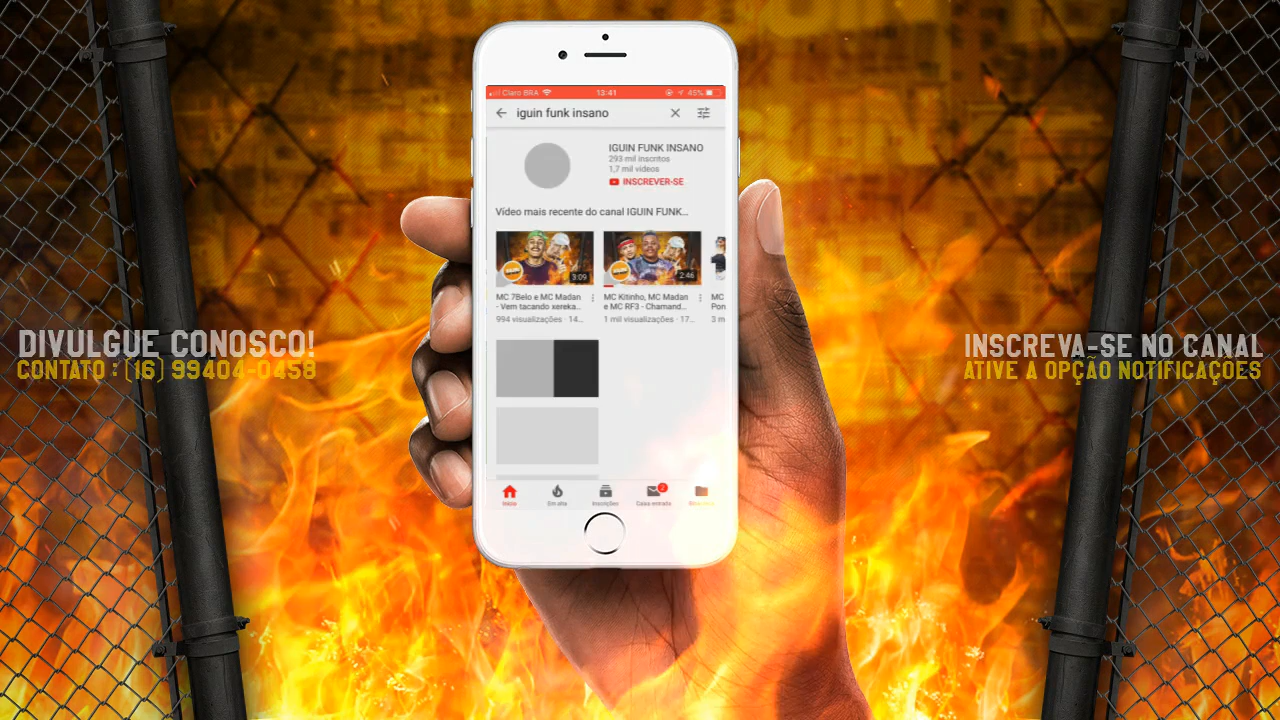 Claro BRA
13:41
45%
iguin funk insano
IGUIN FUNK INSANO
293 mil inscritos
1,7 mil vídeos
INSCREVER-SE
Vídeo mais recente do canal IGUIN FUNK...
3:09
2:46
MC 7Belo e MC Madan
- Vem tacando xereka...
994 visualizações · 14...
MC Kitinho, MC Madan
e MC RF3 - Chamand...
1 mil visualizações · 17...
MC
Pon
3 m
DIVULGUE CONOSCO!
CONTATO : (16) 99404-0458
INSCREVA-SE NO CANAL
ATIVE A OPÇÃO NOTIFICAÇÕES
2
Início
Em alta
Inscrições
Caixa entrada